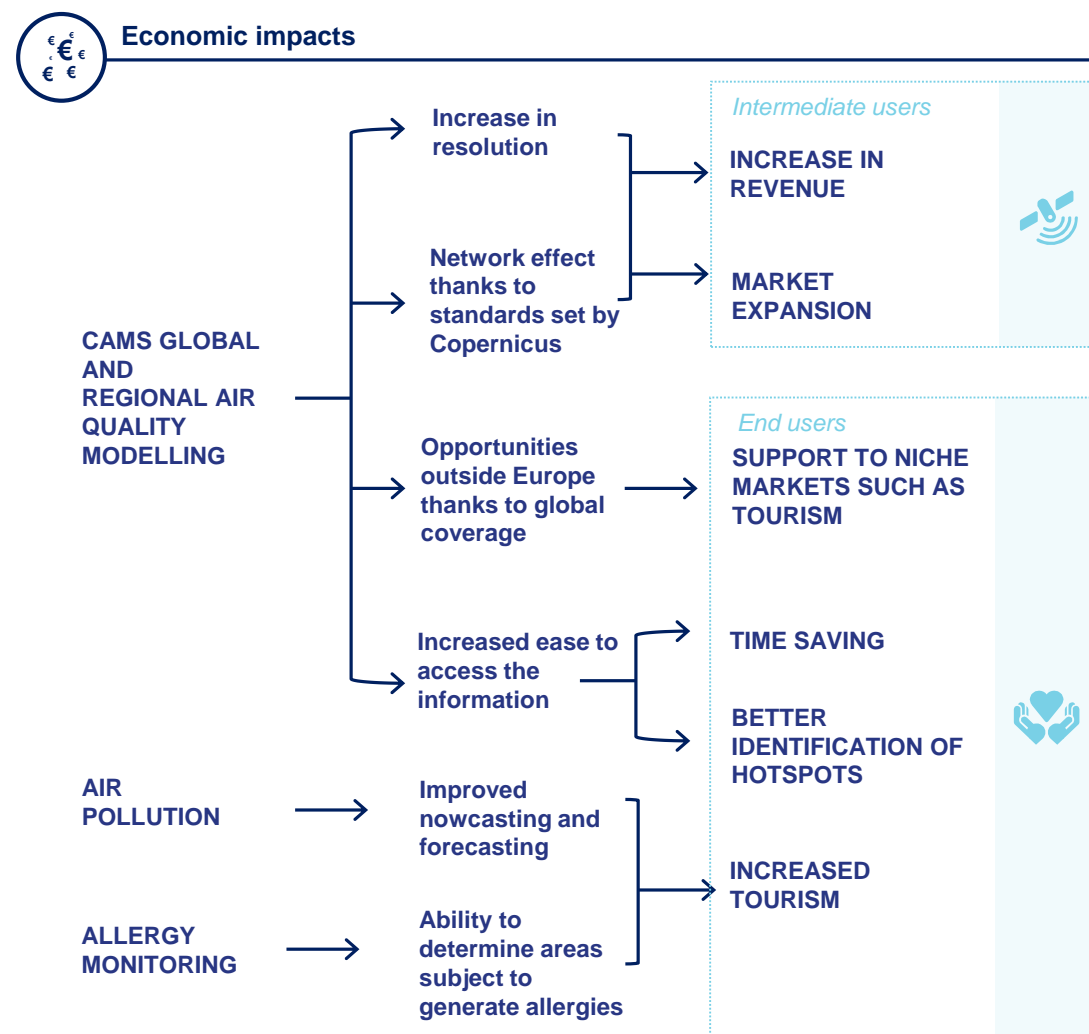 Economic impacts
€ € € € € € €
Increase in
resolution
Network effect
thanks to
standards set by
Copernicus
Intermediate users
INCREASE IN
REVENUE
MARKET
EXPANSION
CAMS GLOBAL
AND
REGIONAL AIR
QUALITY
MODELLING
Opportunities
outside Europe
thanks to global
coverage
Increased ease to
access the
information
End users
SUPPORT TO NICHE
MARKETS SUCH AS
TOURISM
TIME SAVING
BETTER
IDENTIFICATION OF
HOTSPOTS
AIR
POLLUTION
Improved
nowcasting and
forecasting
ALLERGY
MONITORING
Ability to
determine areas
subject to
generate allergies
INCREASED
TOURISM